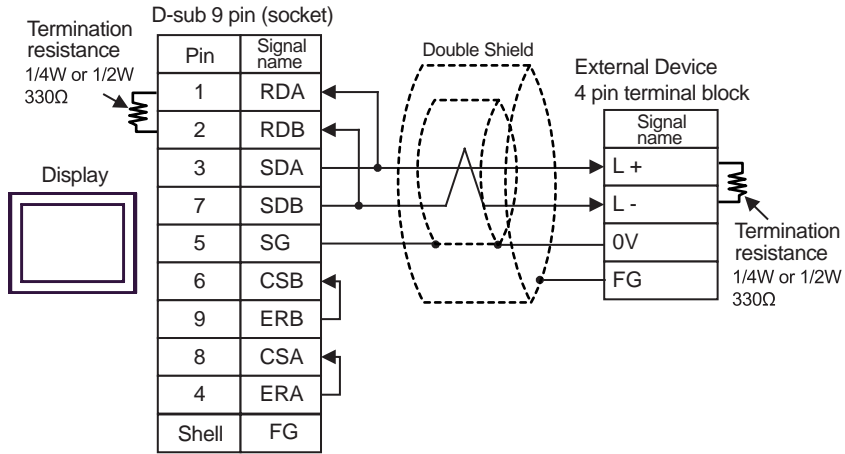 D-sub 9 pin (socket)
Termination
resistance
1/4W or 1/2W
330Ω
Pin Signal name
1 RDA
2 RDB
3 SDA
7 SDB
5 SG
6 CSB
9 ERB
8 CSA
4 ERA
Shell FG
Display
Double Shield
External Device
4 pin terminal block
Signal
name
L +
L -
0V
FG
Termination
resistance
1/4W or 1/2W
330Ω